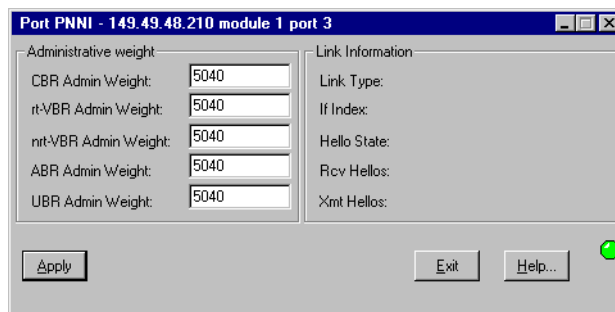 Port PNNI - 149.49.48.210 module 1 port 3
Administrative weight
CBR Admin Weight: 5040
rt-VBR Admin Weight: 5040
nrt-VBR Admin Weight: 5040
ABR Admin Weight: 5040
UBR Admin Weight: 5040
Link Information
Link Type:
If Index:
Hello State:
Rcv Hellos:
Xmt Hellos:
Apply
Exit
Help...